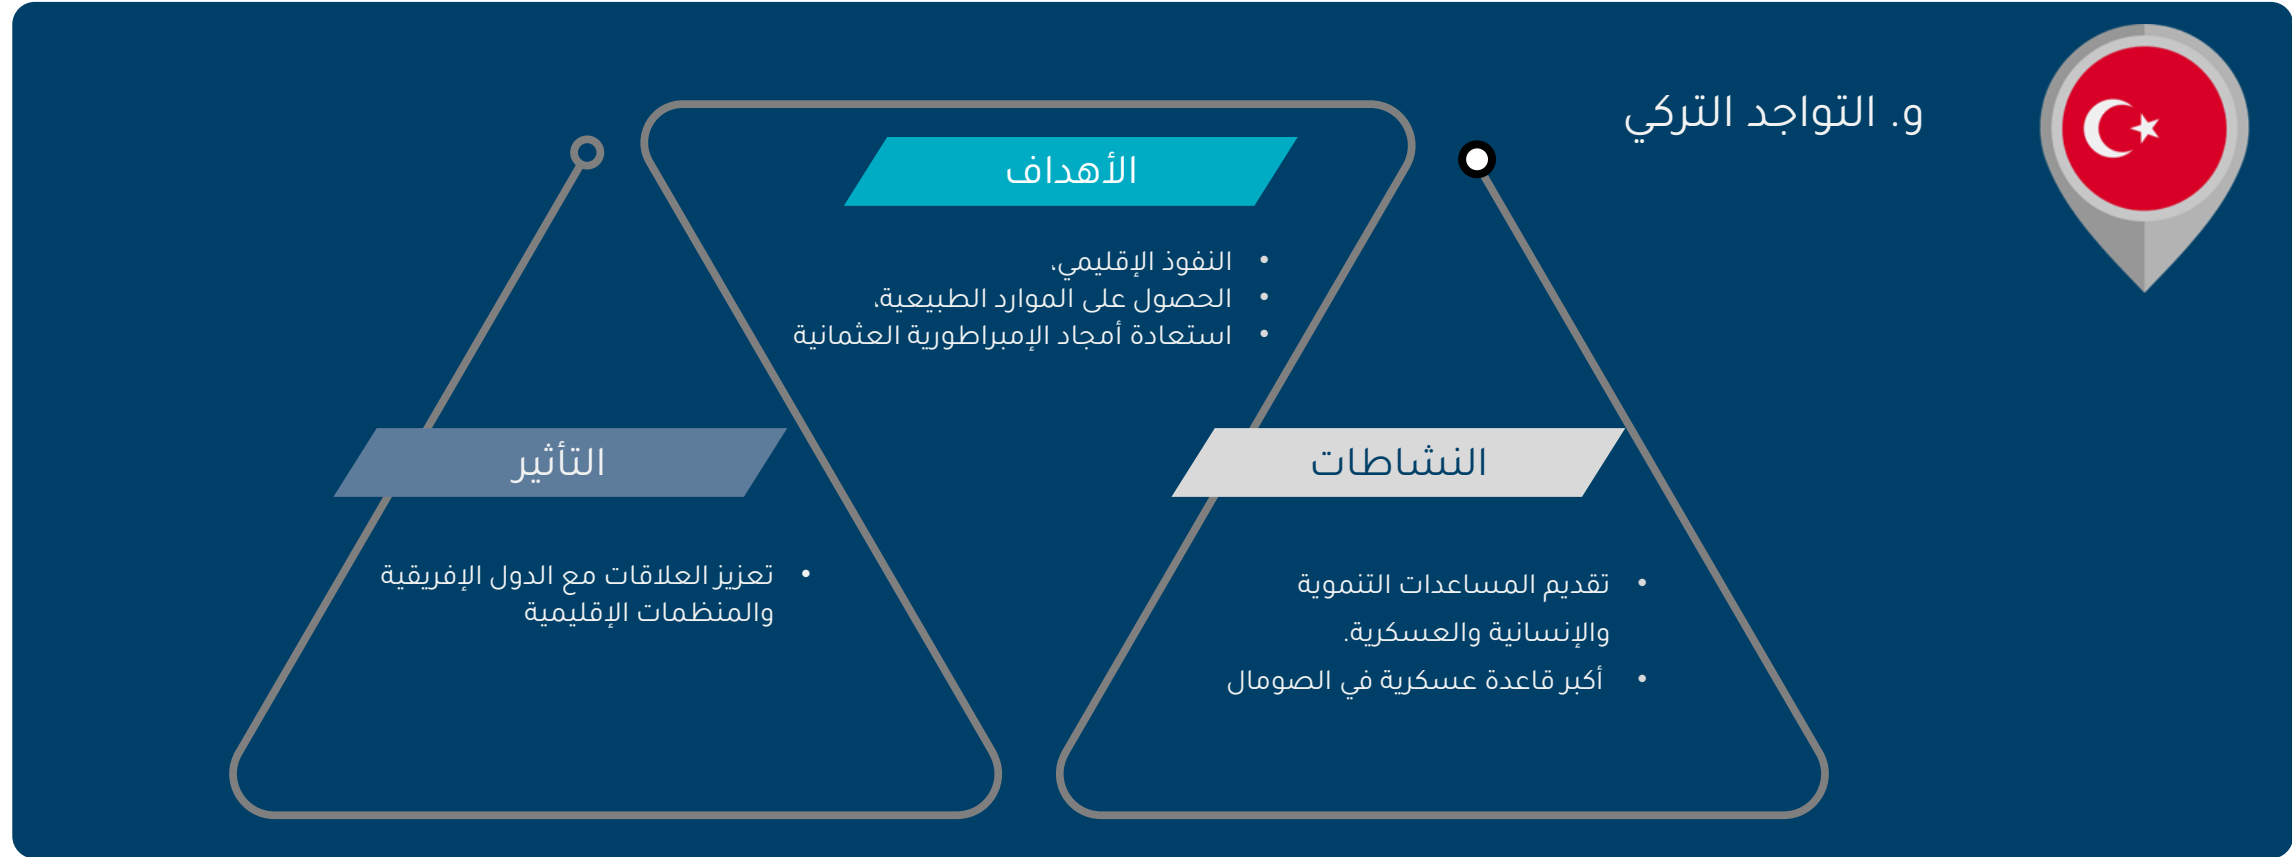 و. التواجد التركي
الأهداف
• النفوذ الإقليمي،
• الحصول على الموارد الطبيعية،
• استعادة أمجاد الإمبراطورية العثمانية
النشاطات
• تقديم المساعدات التنموية
والإنسانية والعسكرية.
• أكبر قاعدة عسكرية في الصومال
التأثير
• تعزيز العلاقات مع الدول الإفريقية
والمنظمات الإقليمية